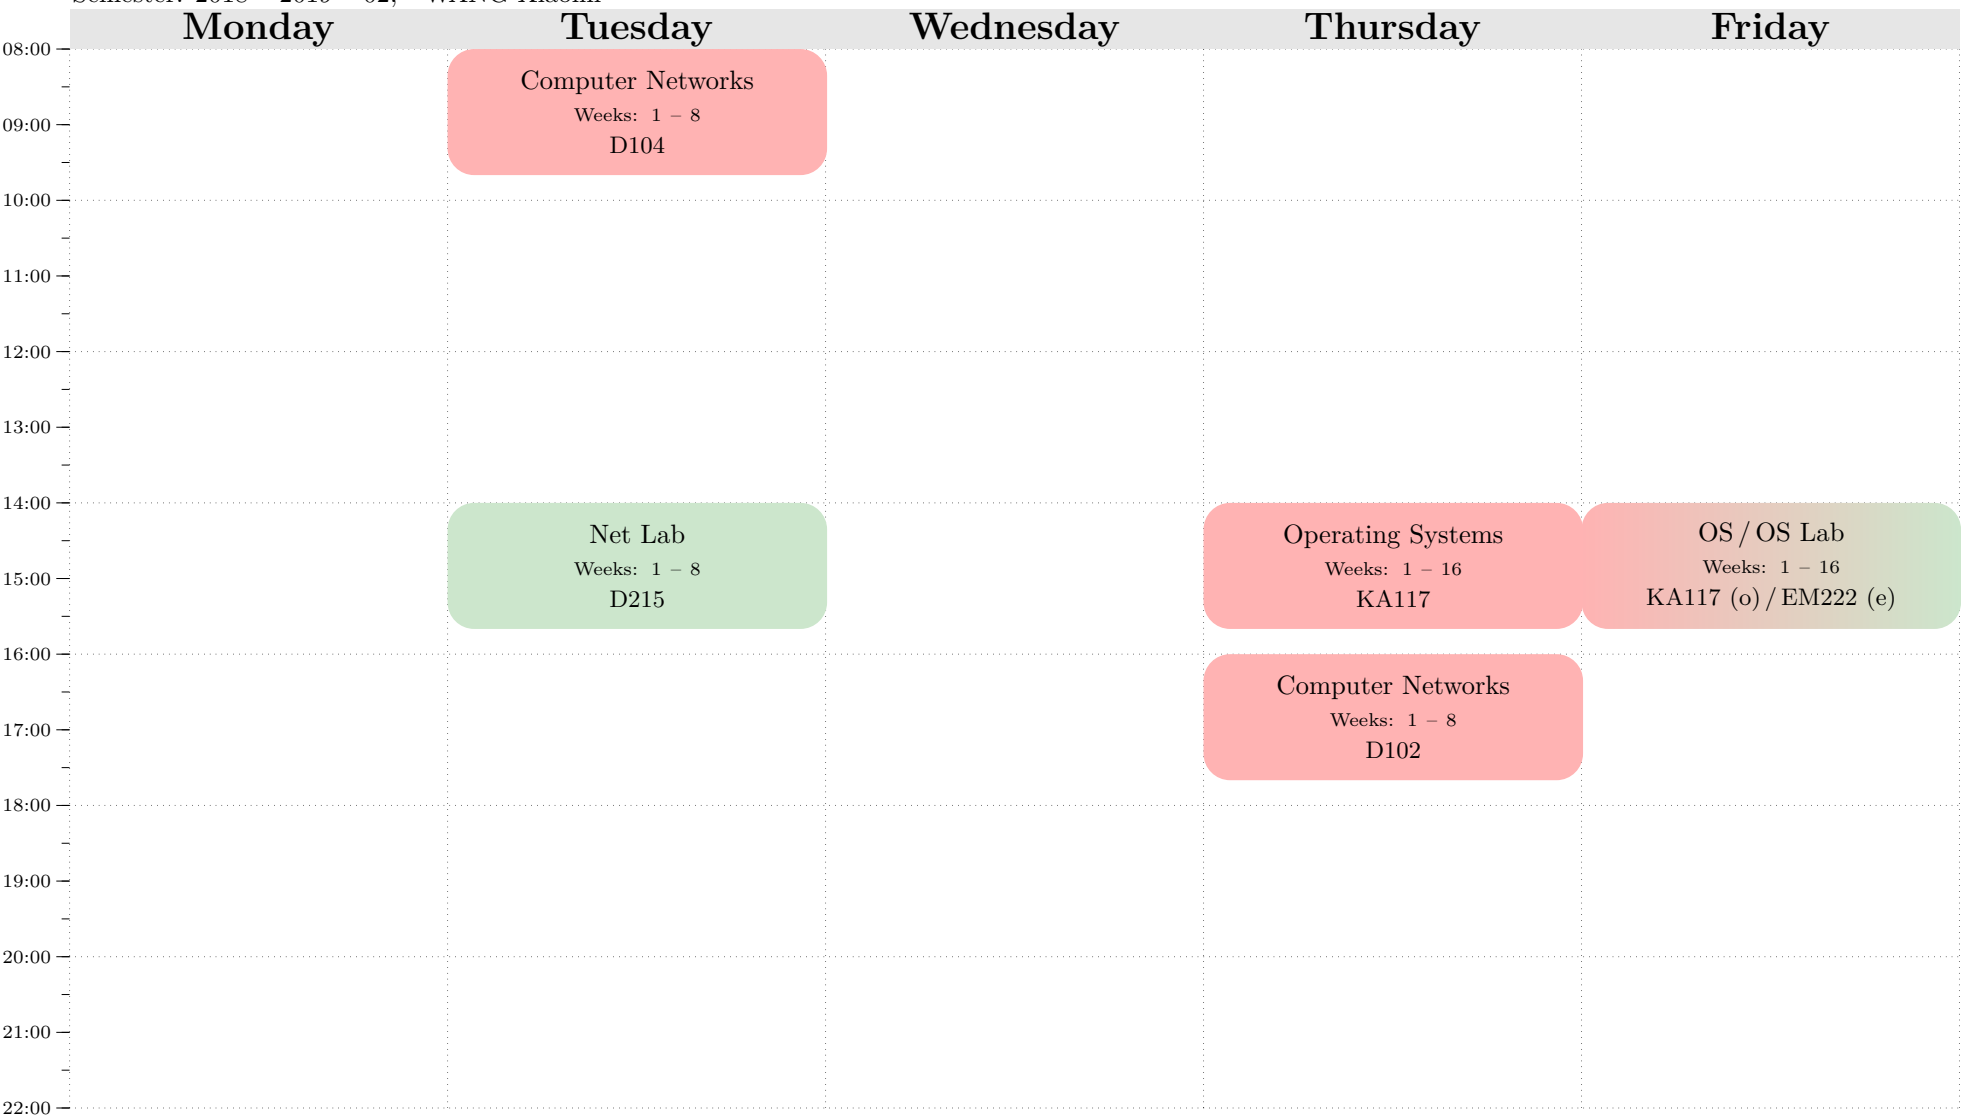 Monday Tuesday Wednesday Thursday Friday
08:00
09:00
10:00
11:00
12:00
13:00
14:00
15:00
16:00
17:00
18:00
19:00
20:00
21:00
22:00
Computer Networks
Weeks: 1 – 8
D104
Net Lab
Weeks: 1 – 8
D215
Operating Systems
Weeks: 1 – 16
KA117
Computer Networks
Weeks: 1 – 8
D102
OS / OS Lab
Weeks: 1 – 16
KA117 (o) / EM222 (e)